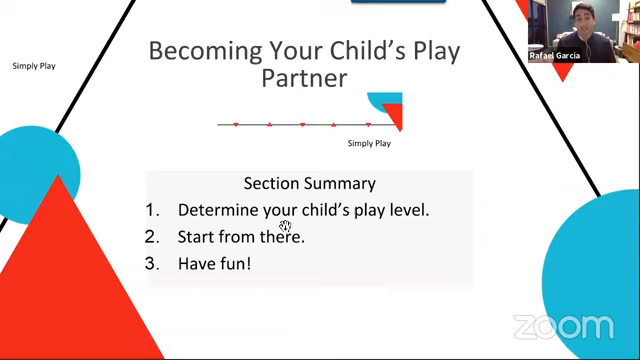 Becoming Your Child's Play
Partner
Simply Play
Rafael Garcia
Simply Play
Section Summary
1. Determine your child's play level.
2. Start from there.
3. Have fun!
zoom